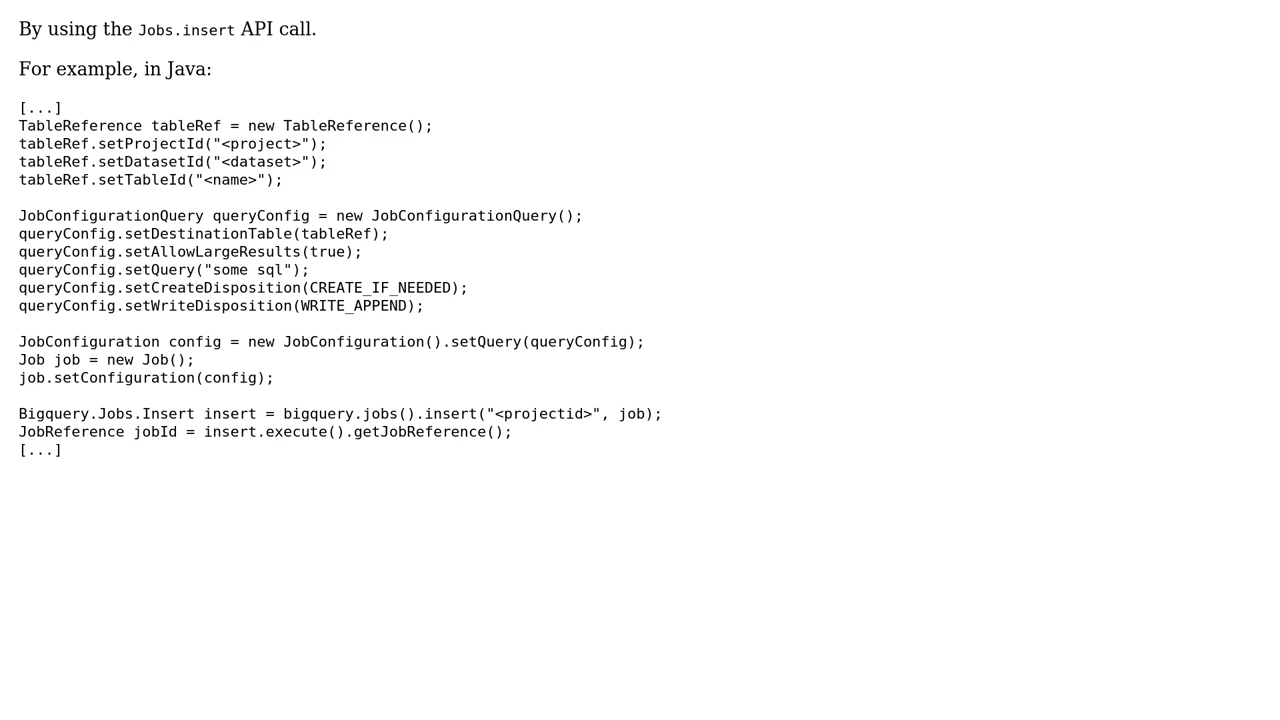 By using the Jobs.insert API call.
For example, in Java:
[...]
TableReference tableRef = new TableReference();
tableRef.setProjectId("<project>");
tableRef.setDatasetId("<dataset>");
tableRef.setTableId("<name>");
JobConfigurationQuery queryConfig = new JobConfigurationQuery();
queryConfig.setDestinationTable(tableRef);
queryConfig.setAllowLargeResults(true);
queryConfig.setQuery("some sql");
queryConfig.setCreateDisposition(CREATE_IF_NEEDED);
queryConfig.setWriteDisposition(WRITE_APPEND);
JobConfiguration config = new JobConfiguration().setQuery(queryConfig);
Job job = new Job();
job.setConfiguration(config);
Bigquery.Jobs.Insert insert = bigquery.jobs().insert("<projectid>", job);
JobReference jobId = insert.execute().getJobReference();
[...]